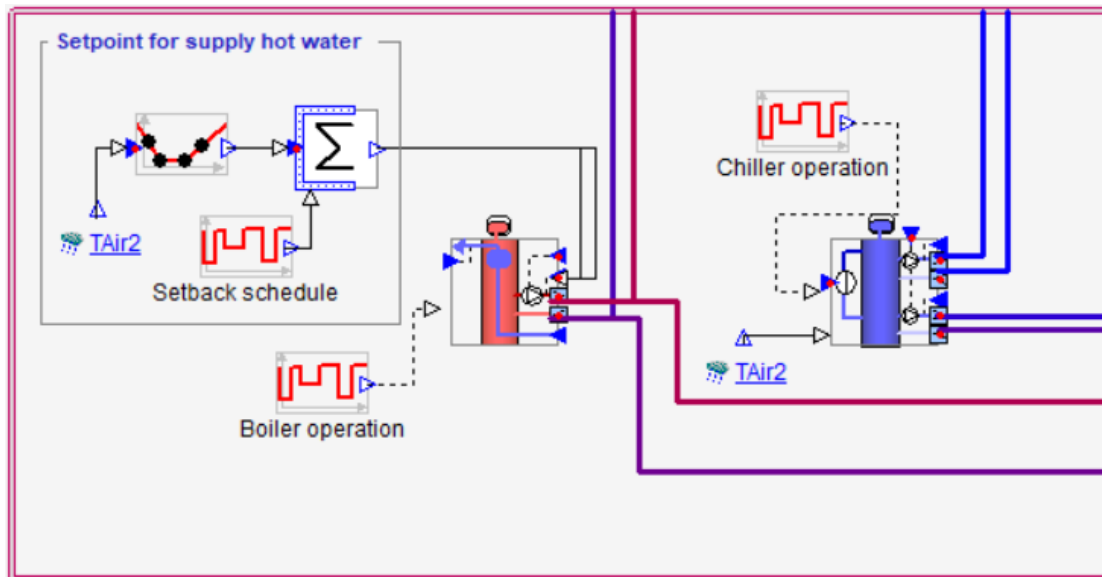 Setpoint for supply hot water
TAir2
Setback schedule
Σ
Boiler operation
Chiller operation
TAir2